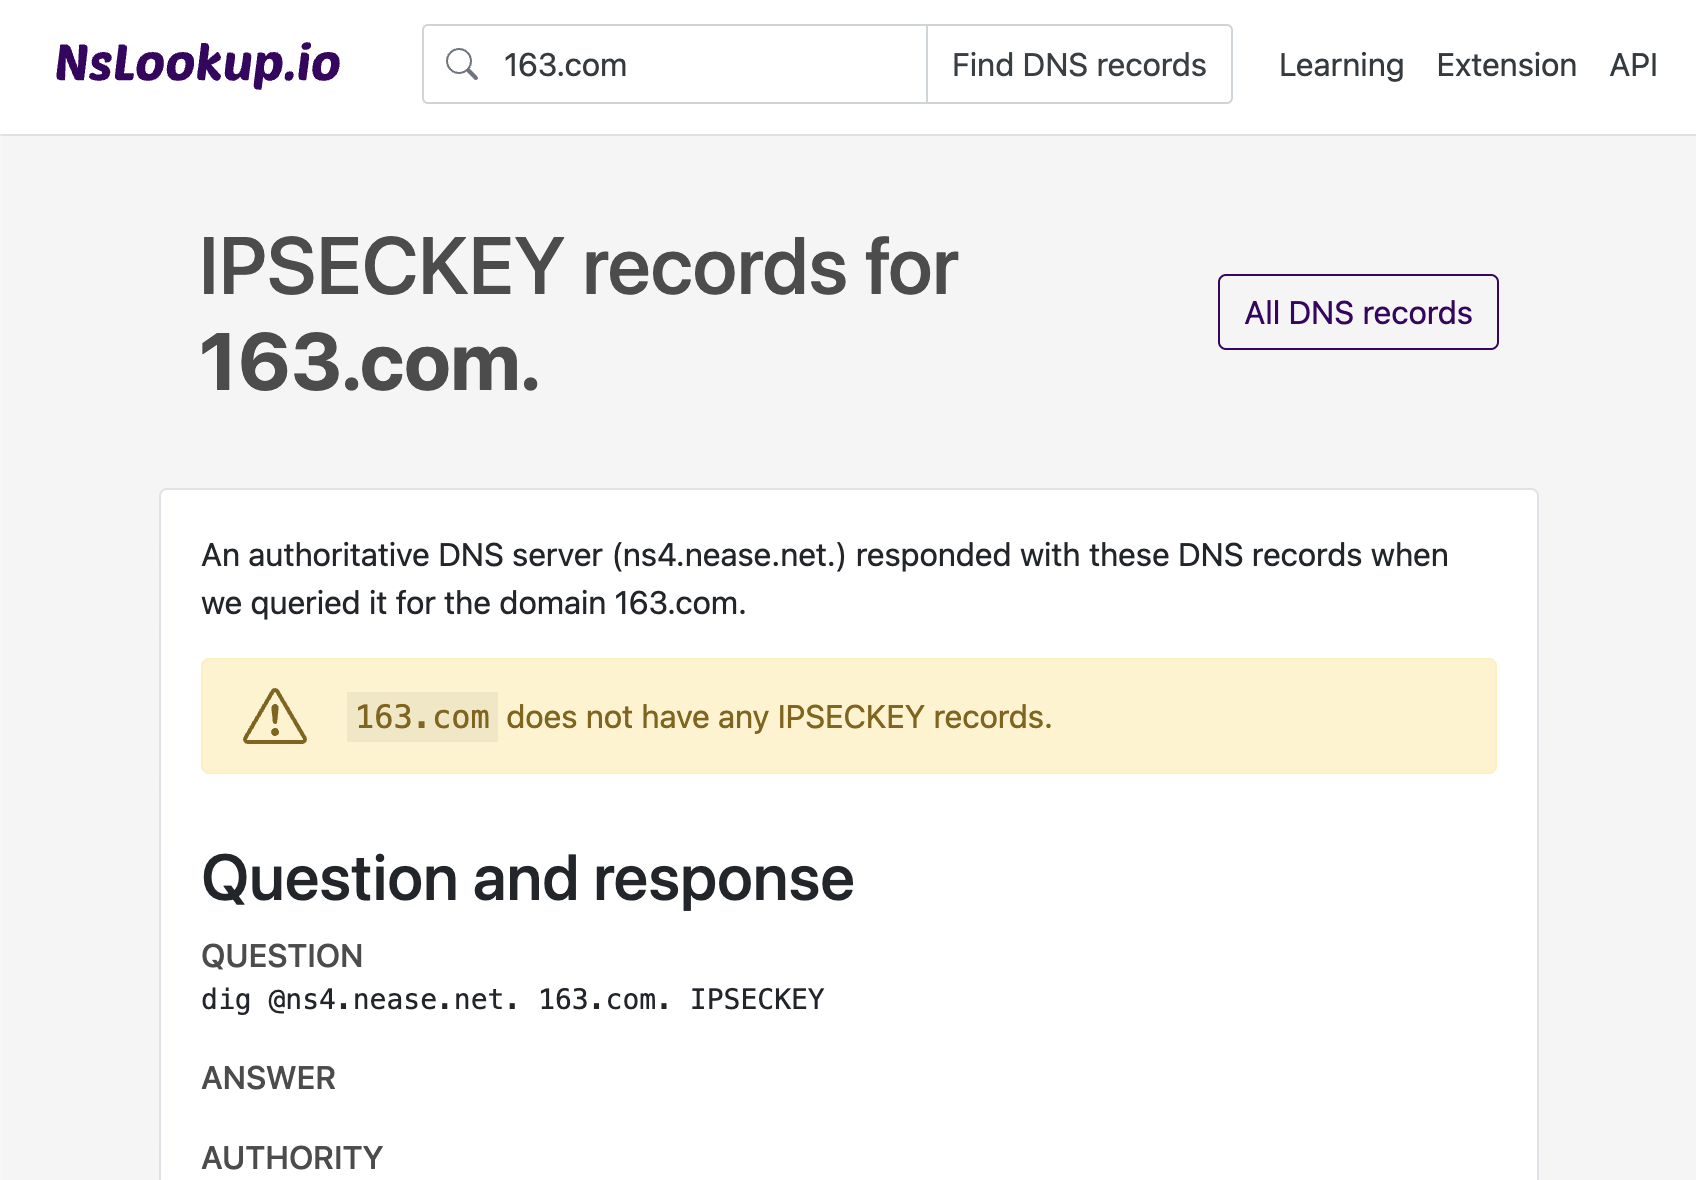 NsLookup.io
163.com
Find DNS records
Learning
Extension
API
IPSECKEY records for
163.com.
All DNS records
An authoritative DNS server (ns4.nease.net.) responded with these DNS records when
we queried it for the domain 163.com.
163.com does not have any IPSECKEY records.
Question and response
QUESTION
dig @ns4.nease.net. 163.com. IPSECKEY
ANSWER
AUTHORITY